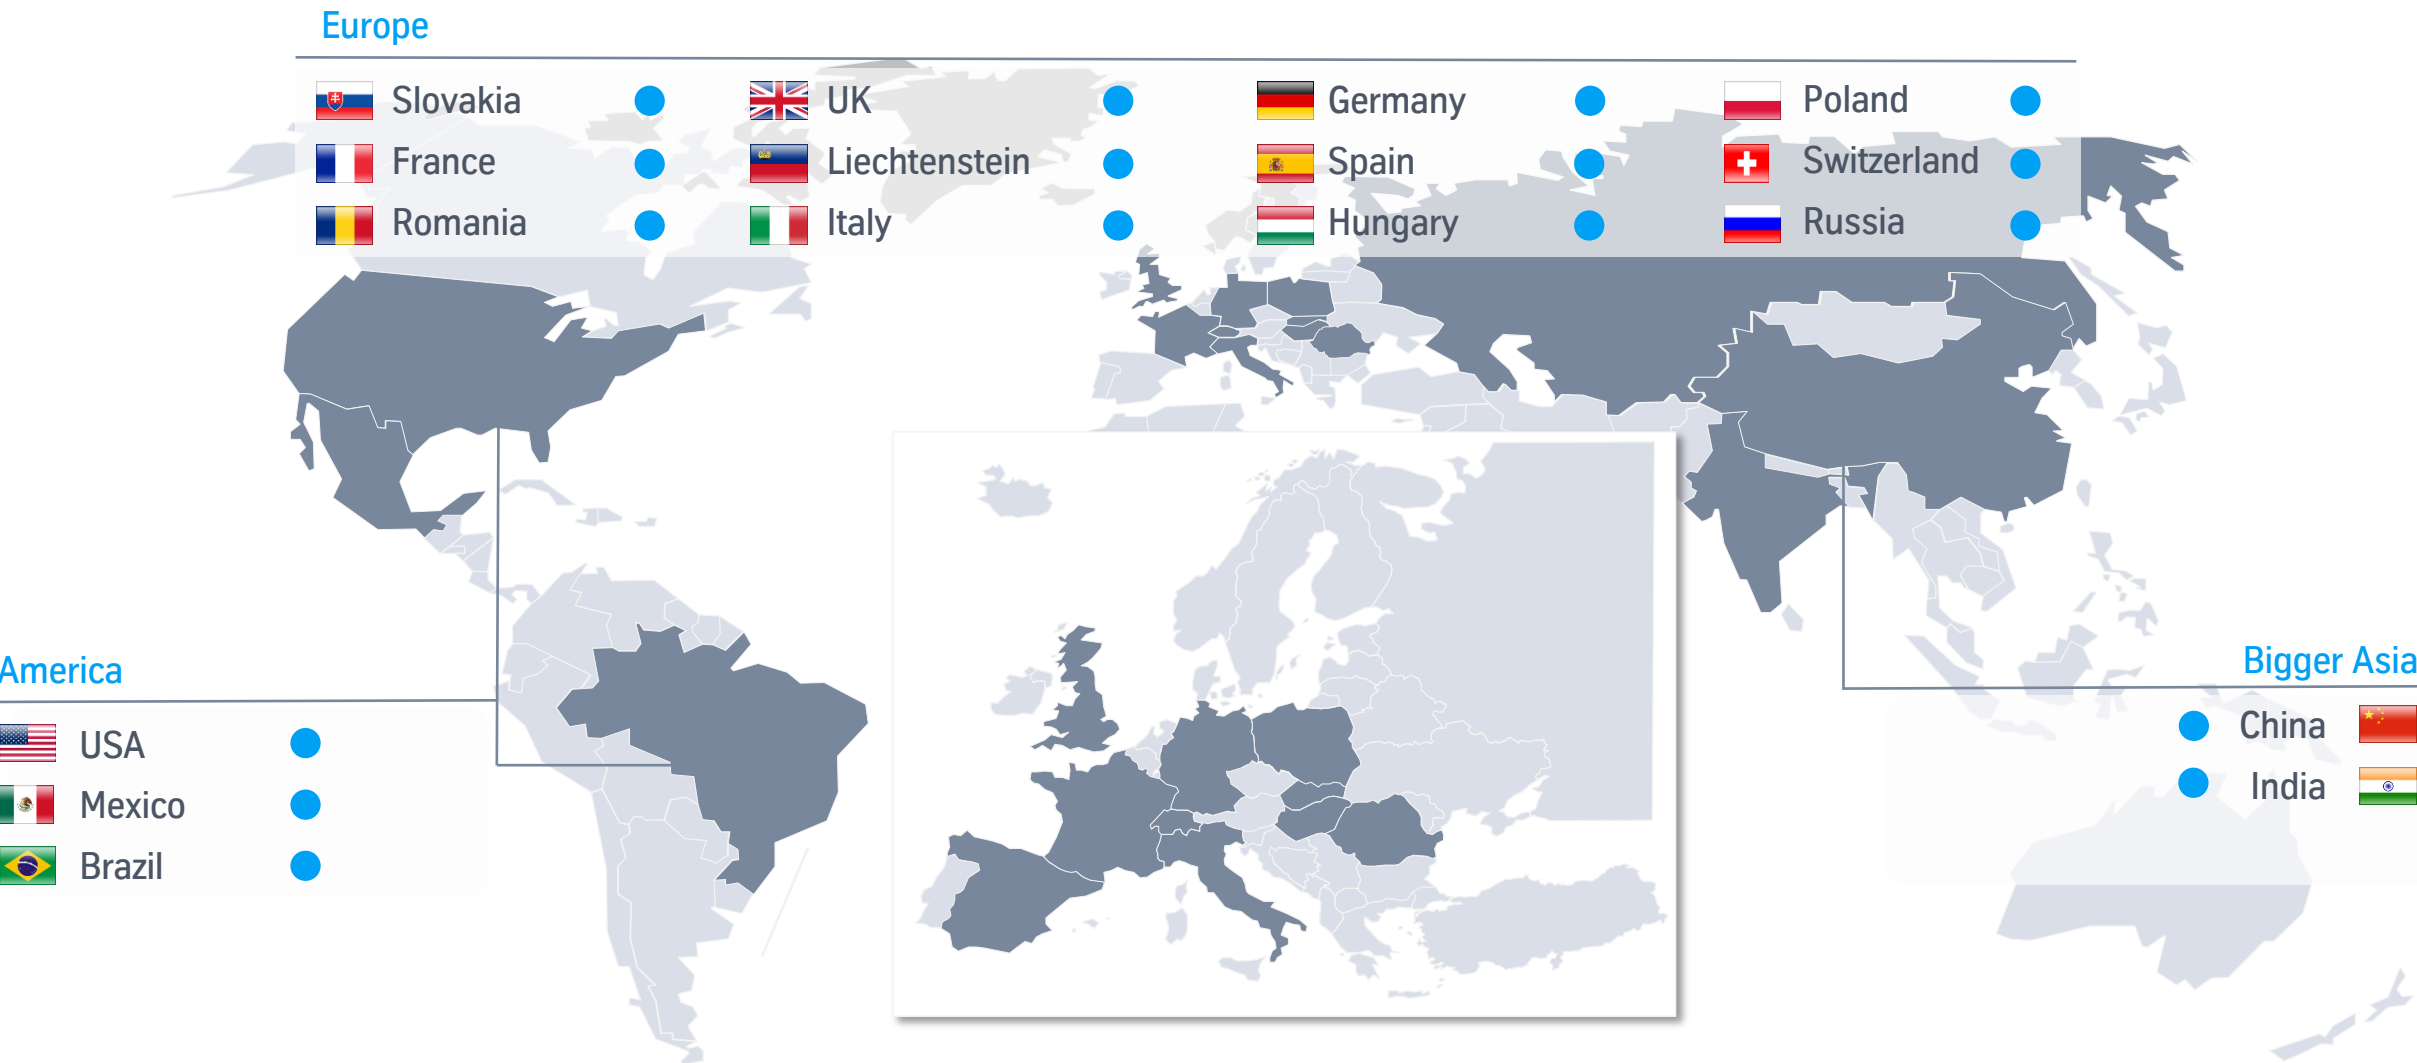 Europe
Slovakia UK Germany Poland
France Liechtenstein Spain Switzerland
Romania Italy Hungary Russia
America
USA
Mexico
Brazil
Bigger Asia
China
India